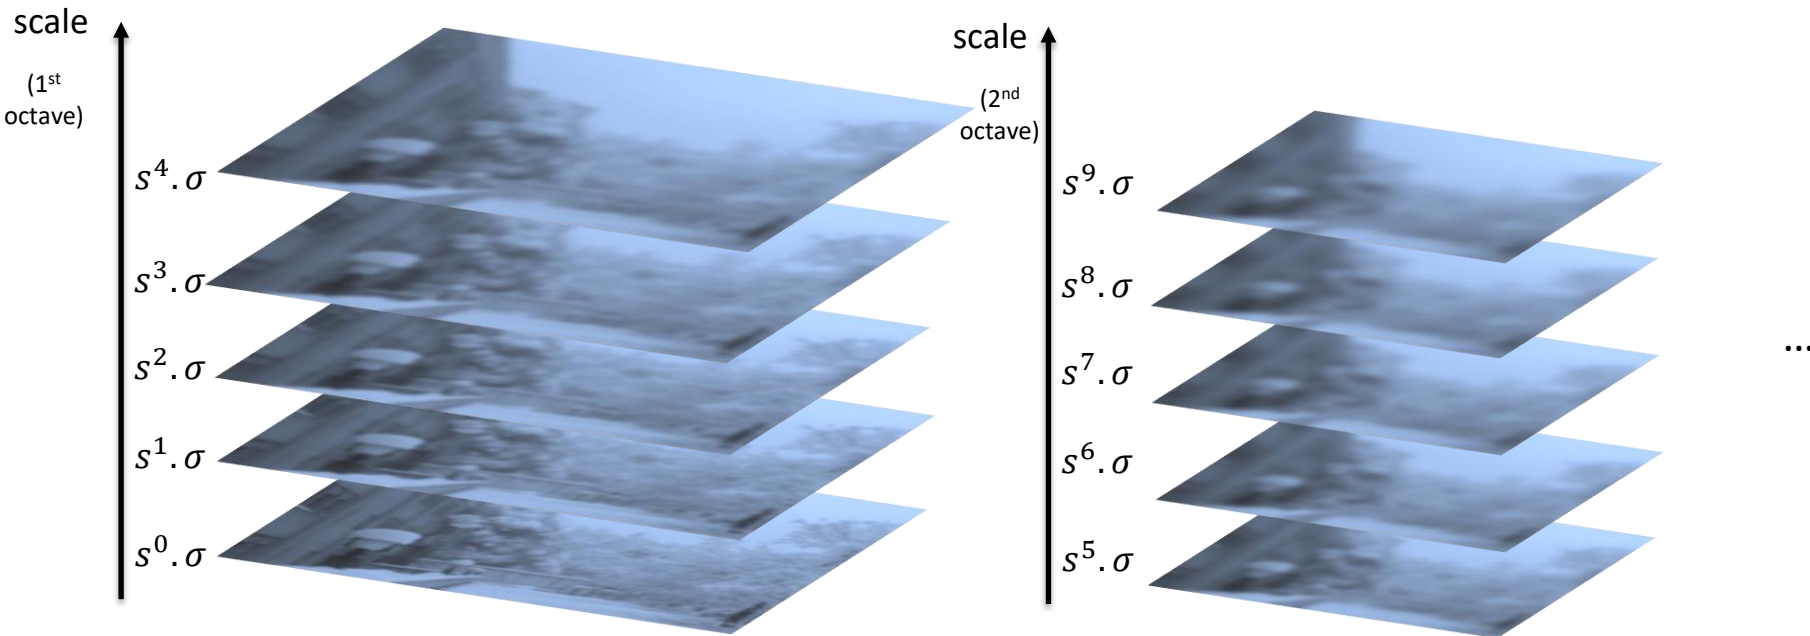 scale
(1st
octave)
s⁴.σ
s³.σ
s².σ
s¹.σ
s⁰.σ
scale
(2nd
octave)
s⁹.σ
s⁸.σ
s⁷.σ
s⁶.σ
s⁵.σ
...